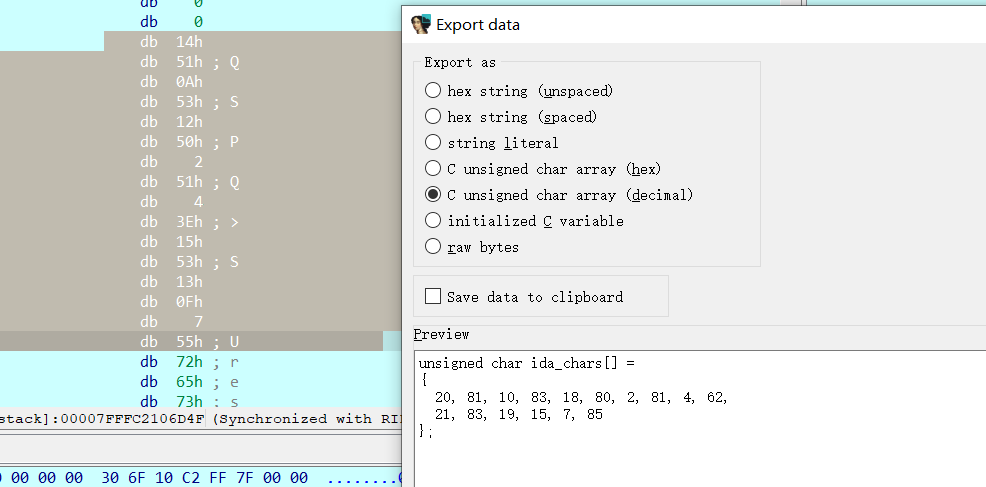 db 0
db 0
db 14h
db 51h ; Q
db 0Ah
db 53h ; S
db 12h
db 50h ; P
db 2
db 51h ; Q
db 4
db 3Eh ; >
db 15h
db 53h ; S
db 13h
db 0Fh
db 7
db 55h ; U
db 72h ; r
db 65h ; e
db 73h ; s
stack]:00007FFFC2106D4F (Synchronized with RI
00 00 00 30 6F 10 C2 FF 7F 00 00 ........
Export data
Export as
hex string (unspaced)
hex string (spaced)
string literal
C unsigned char array (hex)
C unsigned char array (decimal)
initialized C variable
raw bytes
Save data to clipboard
Preview
unsigned char ida_chars[] =
{
20, 81, 10, 83, 18, 80, 2, 81, 4, 62,
21, 83, 19, 15, 7, 85
};